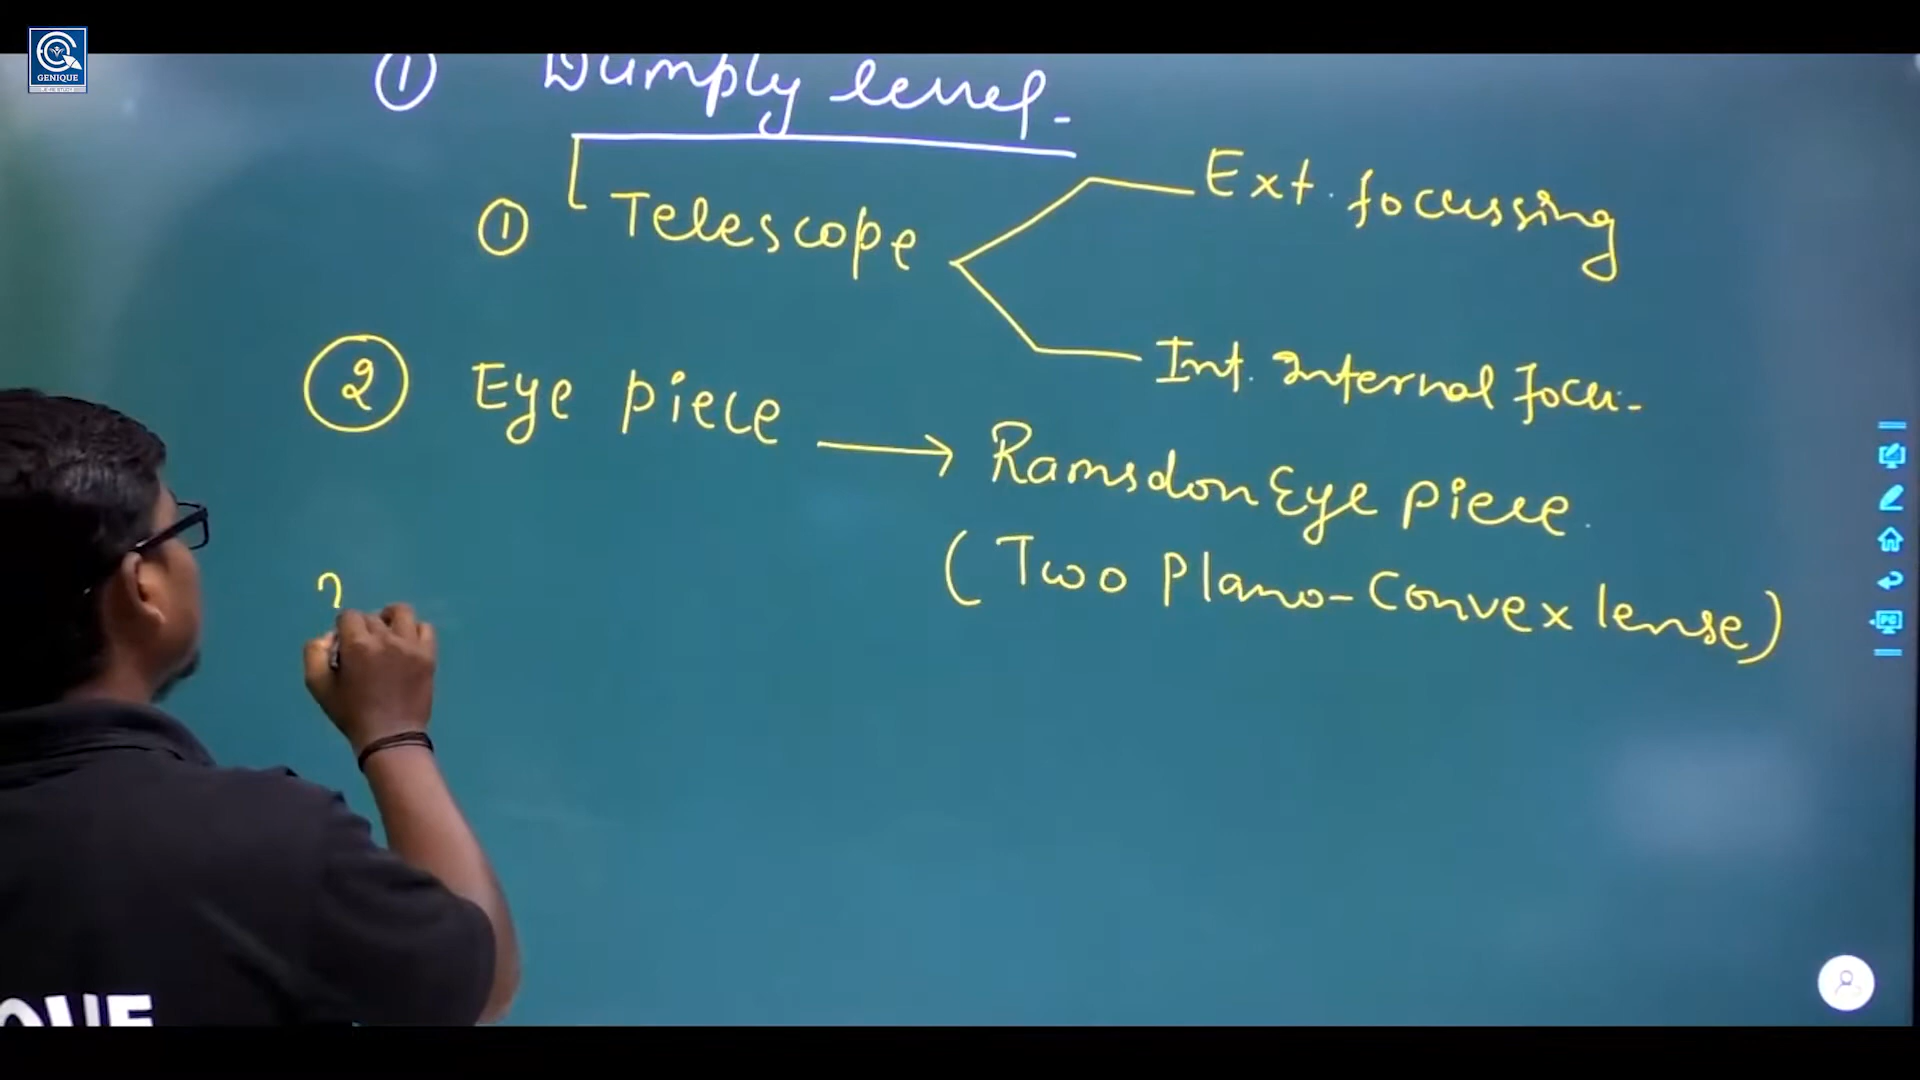 GENIQUE
① Dumply level-
① Telescope
Ext. focussing
Int. Internal focu.-
② Eye piece → Ramsdon Eye piece.
(Two Plano-Convex lense)